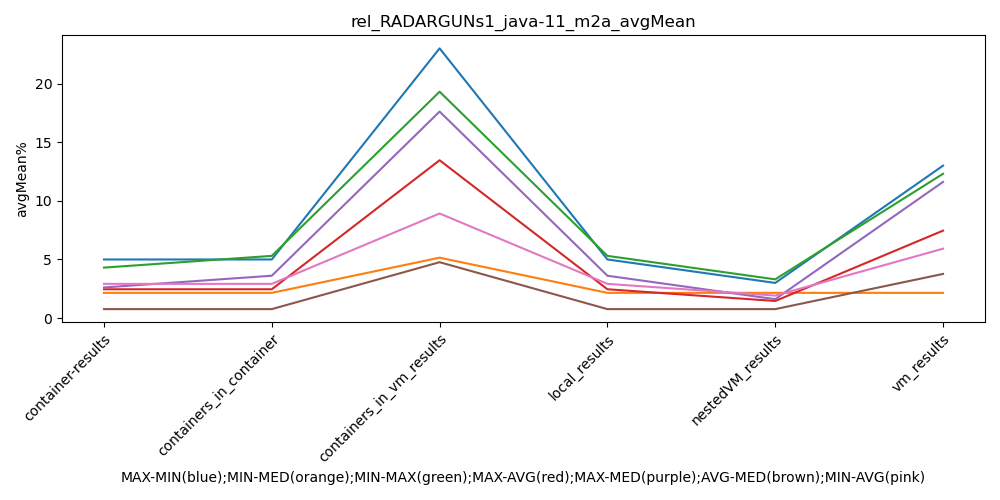 rel_RADARGUNs1_java-11_m2a_avgMean
avgMean%
20
15
10
5
0
container-results
containers_in_container
containers_in_vm_results
local_results
nestedVM_results
vm_results
MAX-MIN(blue);MIN-MED(orange);MIN-MAX(green);MAX-AVG(red);MAX-MED(purple);AVG-MED(brown);MIN-AVG(pink)